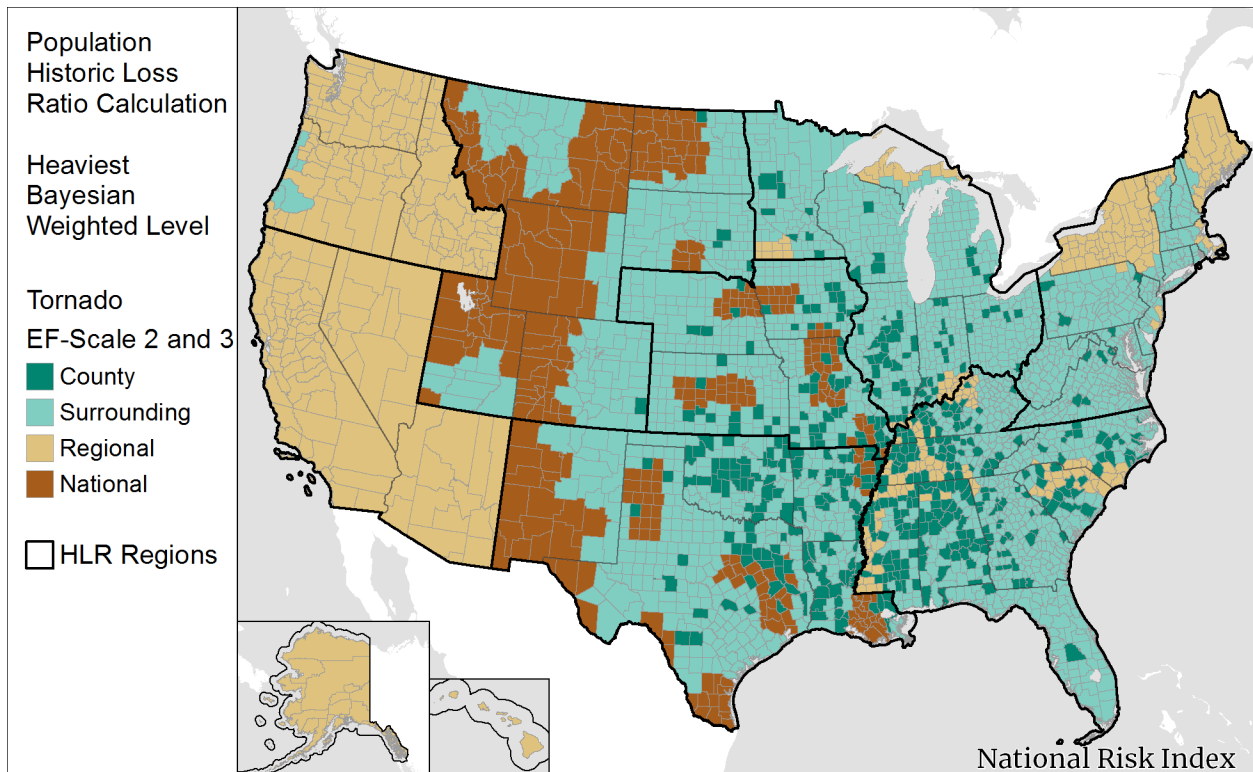 Population
Historic Loss
Ratio Calculation
Heaviest
Bayesian
Weighted Level
Tornado
EF-Scale 2 and 3
County
Surrounding
Regional
National
HLR Regions
National Risk Index